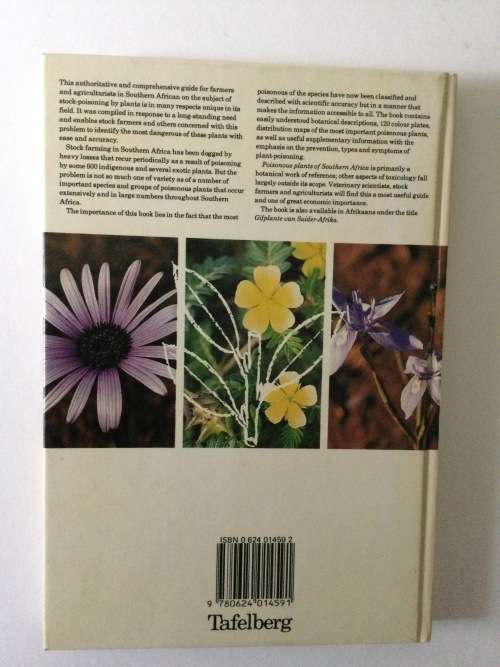 This authoritative and comprehensive guide for farmers
and agriculturists in Southern African on the subject of
stock-poisoning by plants is in many respects unique in its
field. It was compiled in response to a long-standing need
and enables stock farmers and others concerned with this
problem to identify the most dangerous of these plants with
ease and accuracy.
Stock farming in Southern Africa has been dogged by
heavy losses that recur periodically as a result of poisoning
by some 600 indigenous and several exotic plants. But the
problem is not so much one of variety as of a number of
important species and groups of poisonous plants that occur
extensively and in large numbers throughout Southern
Africa.
The importance of this book lies in the fact that the most
poisonous of the species have now been classified and
described with scientific accuracy but in a manner that
makes the information accessible to all. The book contains
easily understood botanical descriptions, 120 colour plates,
distribution maps of the most important poisonous plants,
as well as useful supplementary information with the
emphasis on the prevention, types and symptoms of
plant-poisoning.
Poisonous plants of Southern Africa is primarily a
botanical work of reference; other aspects of toxicology fall
largely outside its scope. Veterinary scientists, stock
farmers and agriculturists will find this a most useful guide
and one of great economic importance.
The book is also available in Afrikaans under the title
Gifplante van Suider-Afrika.
ISBN 0 624 01459 2
9 780624 014591
Tafelberg